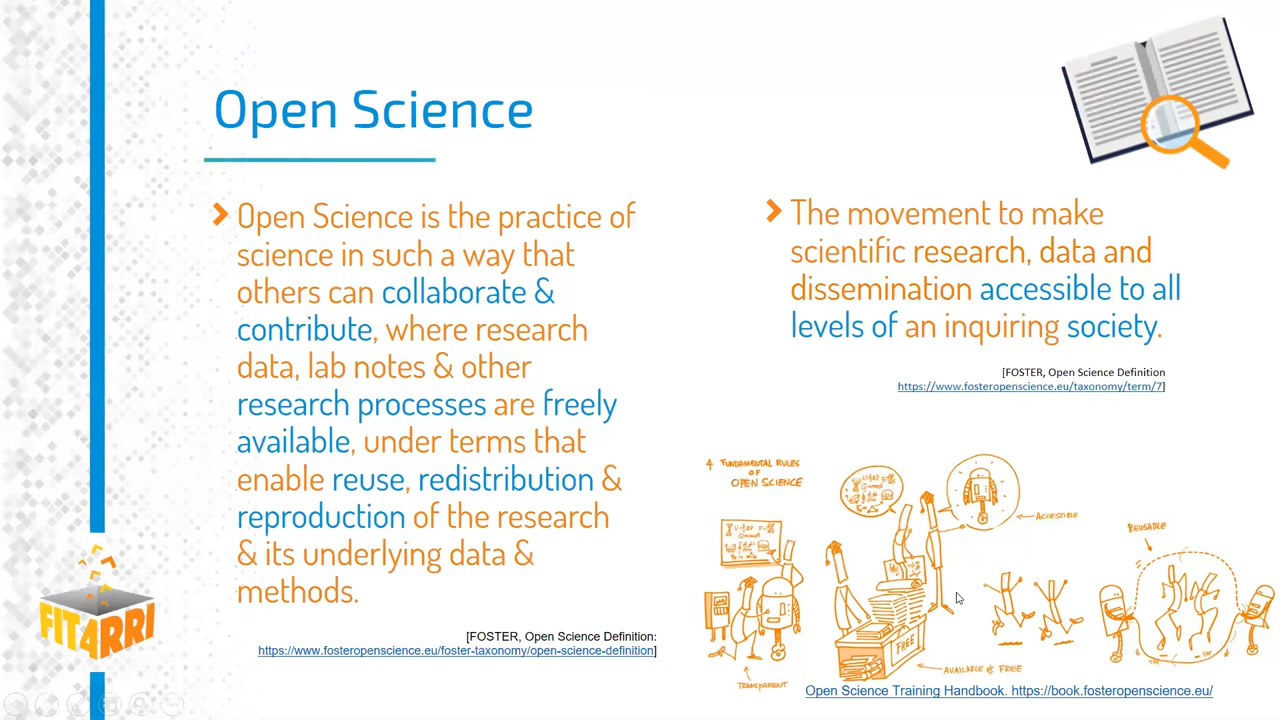 Open Science
Open Science is the practice of
science in such a way that
others can collaborate &
contribute, where research
data, lab notes & other
research processes are freely
available, under terms that
enable reuse, redistribution &
reproduction of the research
& its underlying data &
methods.
[FOSTER, Open Science Definition:
https://www.fosteropenscience.eu/foster-taxonomy/open-science-definition]
The movement to make
scientific research, data and
dissemination accessible to all
levels of an inquiring society.
[FOSTER, Open Science Definition
https://www.fosteropenscience.eu/taxonomy/term/7]
4 FUNDAMENTAL RULES
OF
OPEN SCIENCE
ACCESSIBLE
REUSABLE
FREE
AVAILABLE & FREE
TRANSPARENT
Open Science Training Handbook. https://book.fosteropenscience.eu/
FIT4RRI